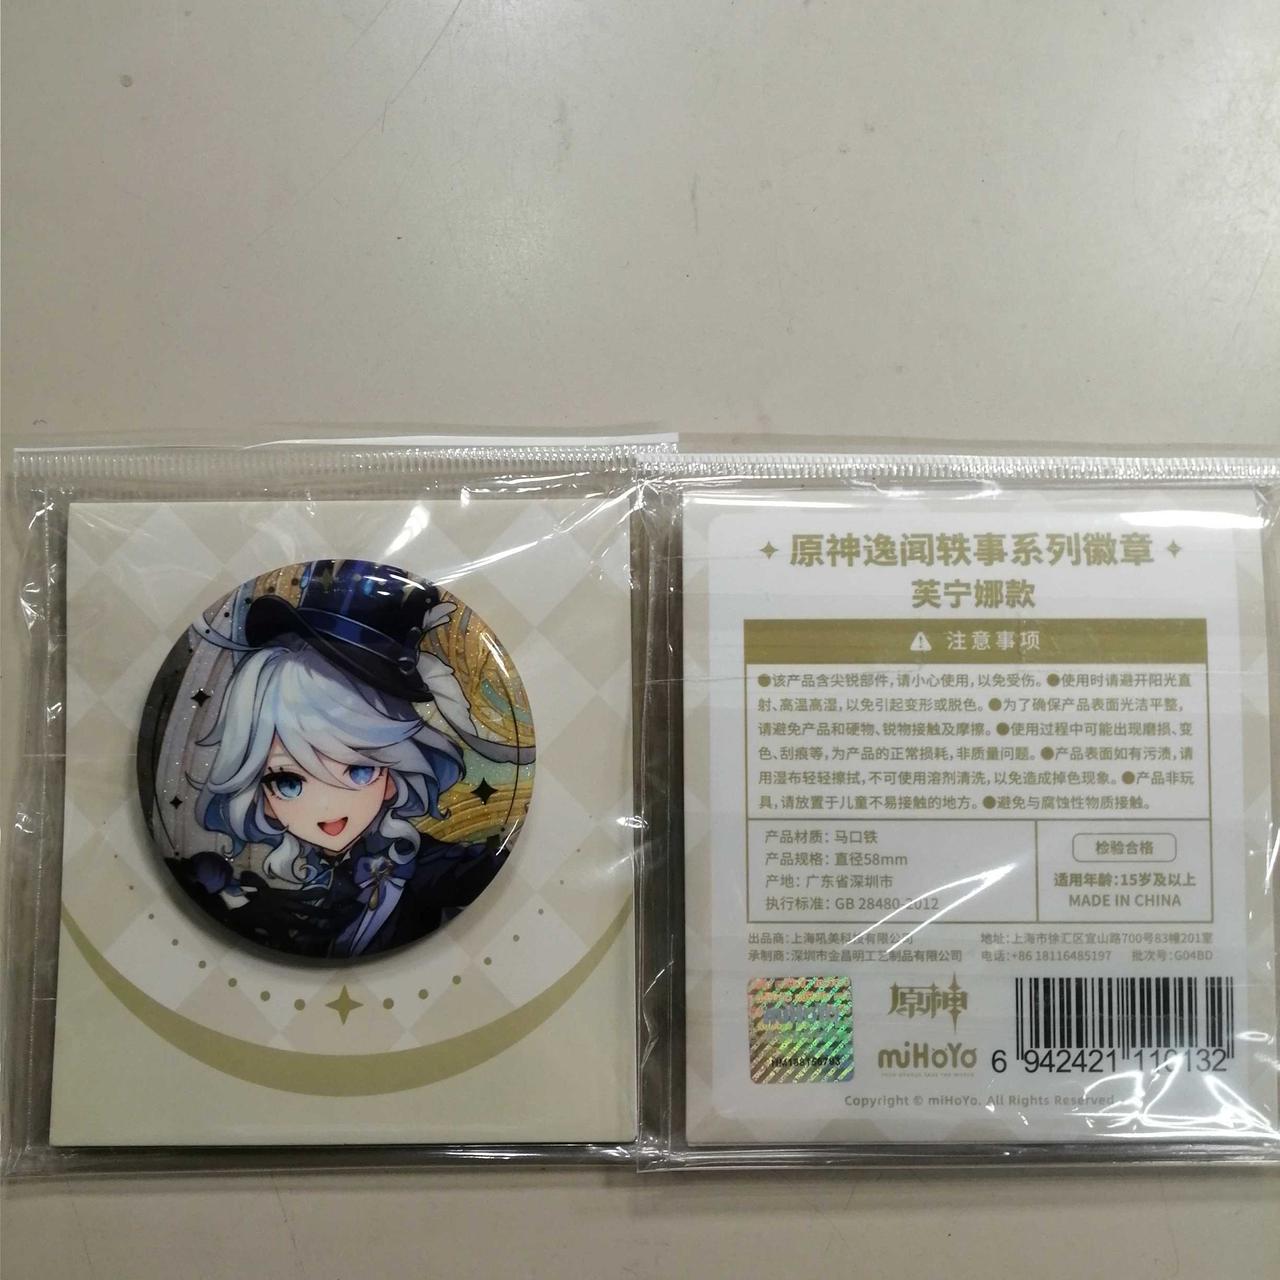 原神逸闻轶事系列徽章
芙宁娜款
注意事项
●该产品含尖锐部件,请小心使用,以免受伤。●使用时请避开阳光直
射、高温高湿,以免引起变形或脱色。●为了确保产品表面光洁平整,
请避免产品和硬物、锐物接触及摩擦。●使用过程中可能出现磨损、变
色、刮痕等,为产品的正常损耗,非质量问题。●产品表面如有污渍,请
用湿布轻轻擦拭,不可使用溶剂清洗,以免造成掉色现象。●产品非玩
具,请放置于儿童不易接触的地方。●避免与腐蚀性物质接触。
产品材质：马口铁
产品规格：直径58mm
产地：广东省深圳市
执行标准：GB 28480-2012
检验合格
适用年龄:15岁及以上
MADE IN CHINA
出品商：上海吼美科技有限公司
地址：上海市徐汇区宜山路700号83幢201室
承制商：深圳市金昌明工艺制品有限公司
电话：+86 18116485197 批次号：G04BD
原神
miHoYo
TECH OTAKUS SAVE THE WORLD
6 942421 110132
Copyright © miHoYo. All Rights Reserved